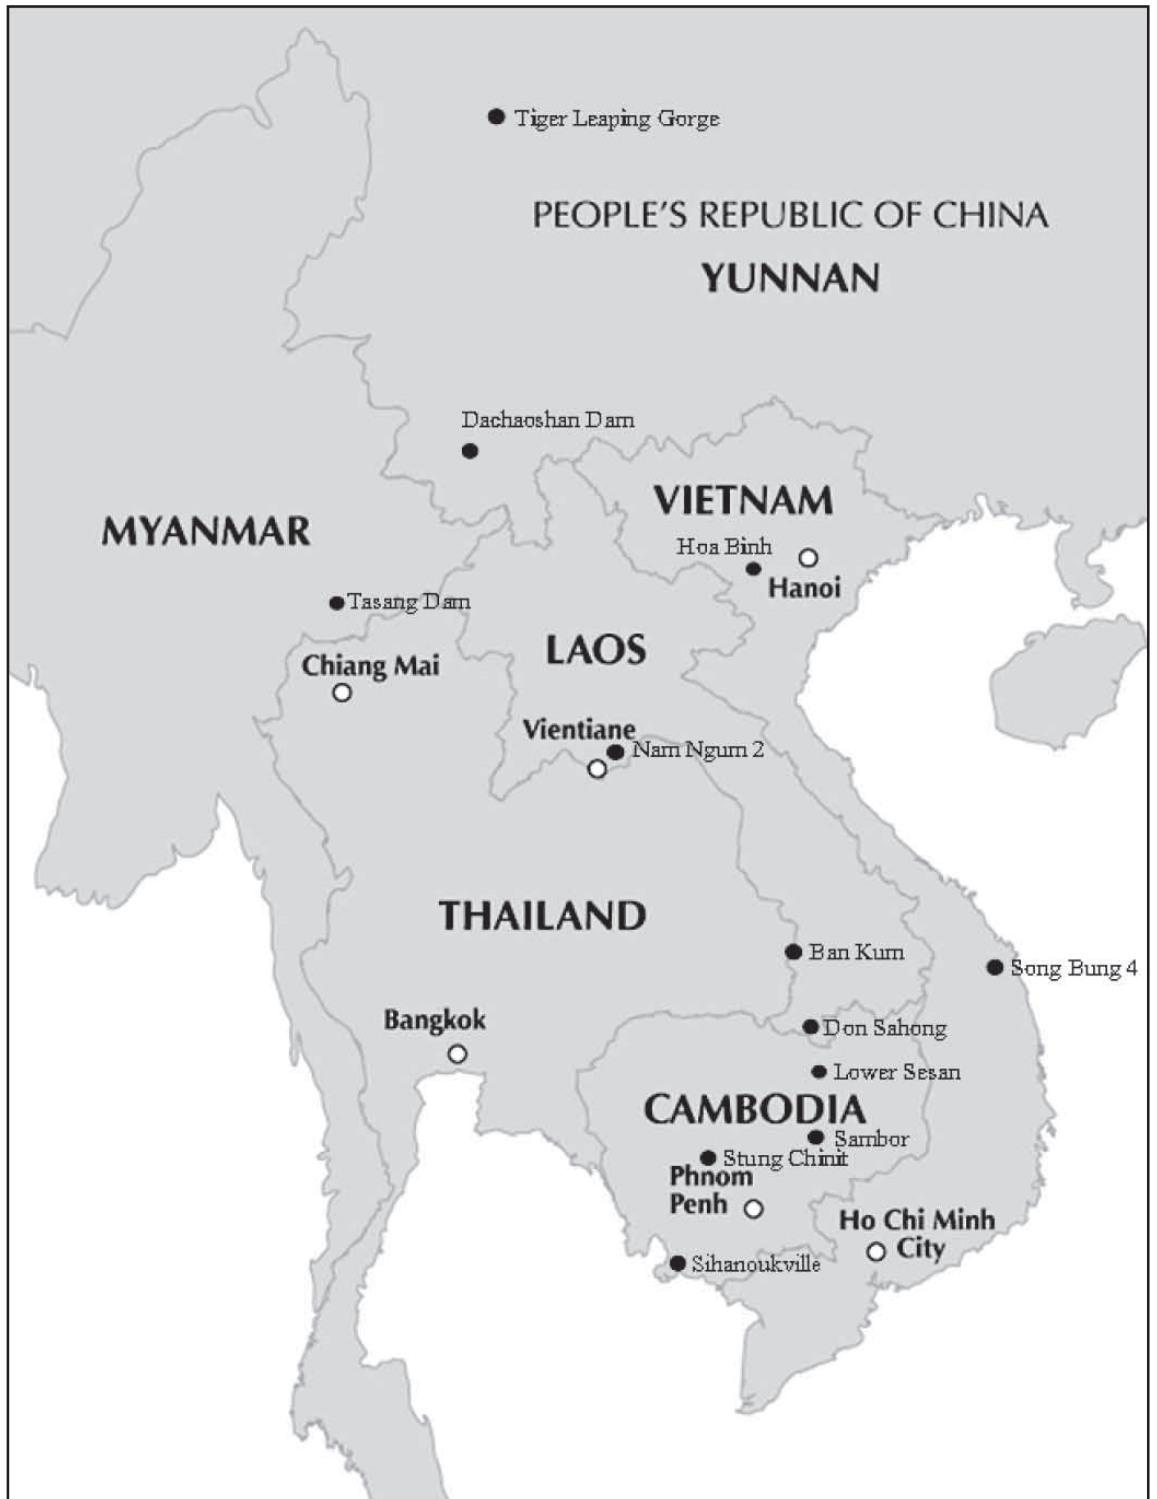 Tiger Leaping Gorge
PEOPLE'S REPUBLIC OF CHINA
YUNNAN
Dachaoshan Dam
VIETNAM
MYANMAR
Hoa Binh
Hanoi
Tasang Dam
LAOS
Chiang Mai
Vientiane
Nam Ngum 2
THAILAND
Ban Kum
Song Bung 4
Bangkok
Don Sahong
Lower Sesan
CAMBODIA
Sambor
Stung Chinit
Phnom
Penh
Ho Chi Minh
City
Sihanoukville